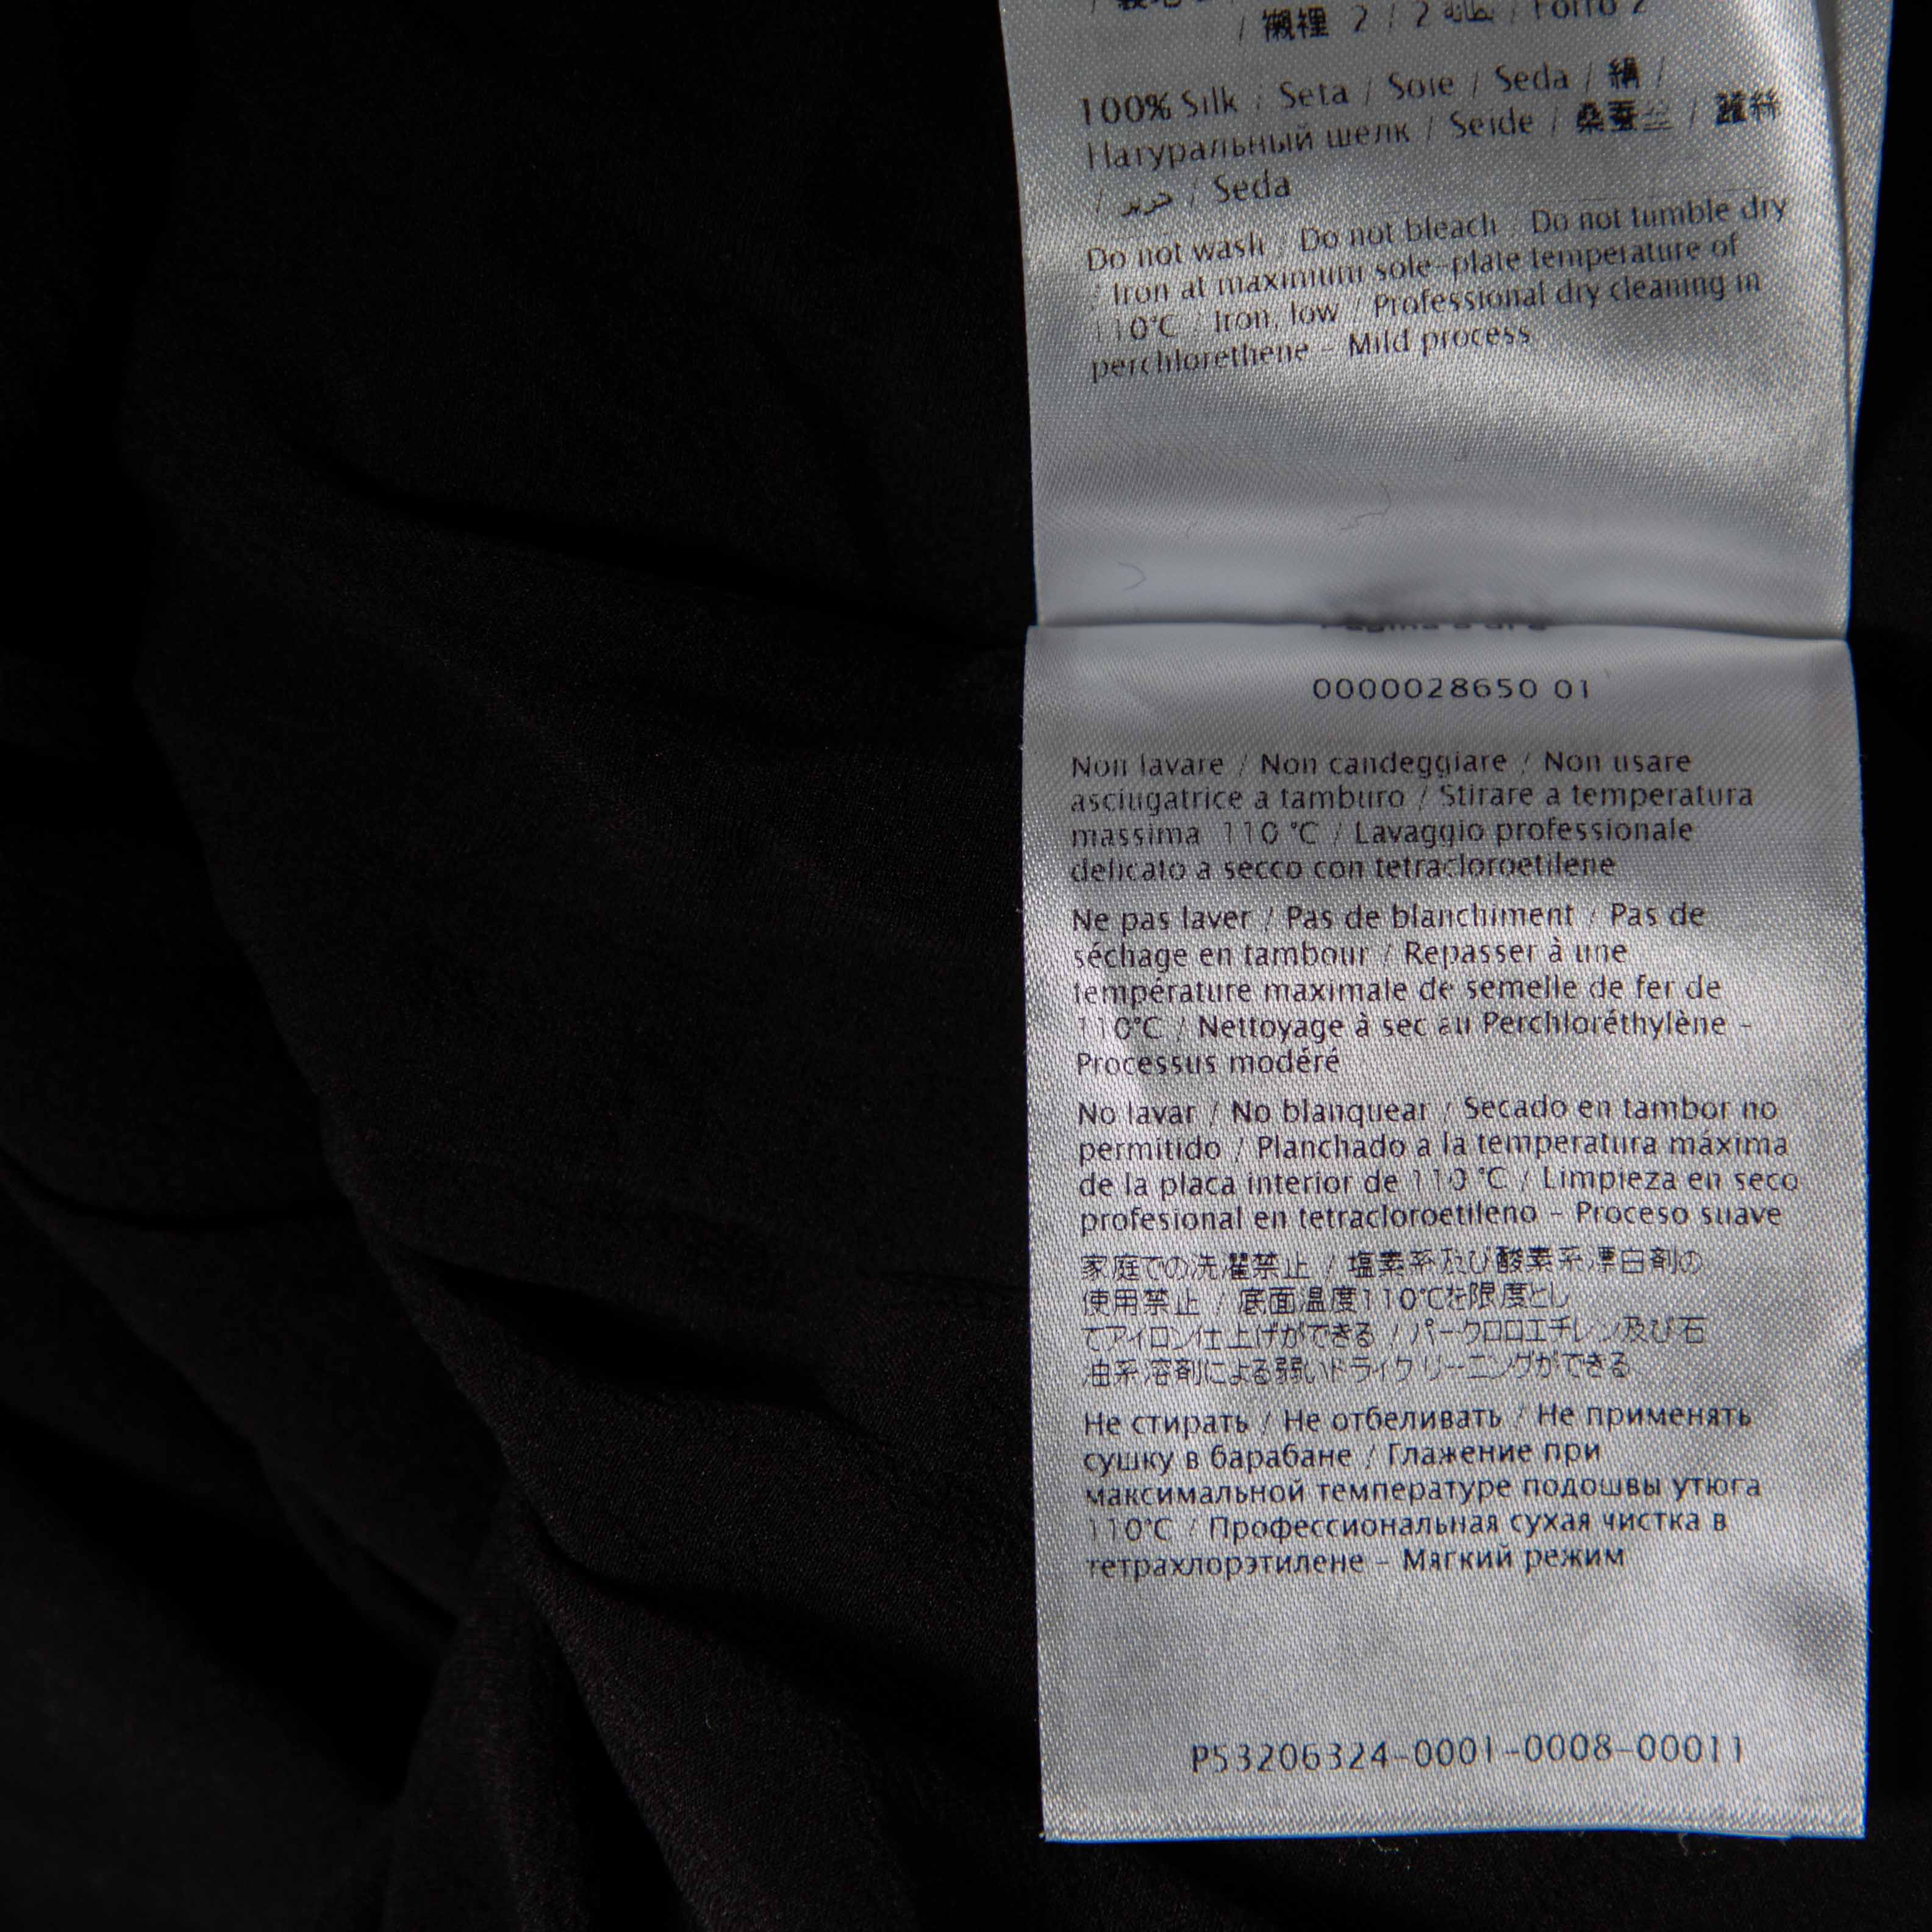 / 襯裡 2 / 2 بطانة / Forro 2
100% Silk / Seta / Soie / Seda / 絹 /
Натуральный шелк / Seide / 桑蚕丝 / 蠶絲
/ حرير / Seda
Do not wash / Do not bleach / Do not tumble dry
/ Iron at maximum sole-plate temperature of
110°C / Iron, low / Professional dry cleaning in
perchlorethene - Mild process
0000028650 01
Non lavare / Non candeggiare / Non usare
asciugatrice a tamburo / Stirare a temperatura
massima 110 °C / Lavaggio professionale
delicato a secco con tetracloroetilene
Ne pas laver / Pas de blanchiment / Pas de
séchage en tambour / Repasser à une
température maximale de semelle de fer de
110°C / Nettoyage à sec au Perchloréthylène -
Processus modéré
No lavar / No blanquear / Secado en tambor no
permitido / Planchado a la temperatura máxima
de la placa interior de 110 °C / Limpieza en seco
profesional en tetracloroetileno - Proceso suave
家庭での洗濯禁止 / 塩素系及び酸素系漂白剤の
使用禁止 / 底面温度110℃を限度とし
てアイロン仕上げができる / パークロロエチレン及び石
油系溶剤による弱いドライクリーニングができる
Не стирать / Не отбеливать / Не применять
сушку в барабане / Глажение при
максимальной температуре подошвы утюга
110°C / Профессиональная сухая чистка в
тетрахлорэтилене - Мягкий режим
P53206324-0001-0008-00011